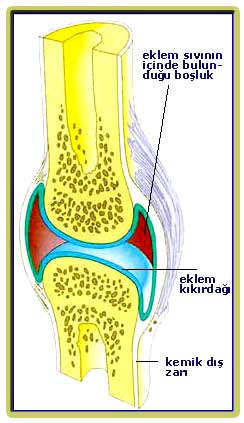 eklem sıvının
içinde bulun-
duğu boşluk
eklem
kıkırdağı
kemik dış
zarı